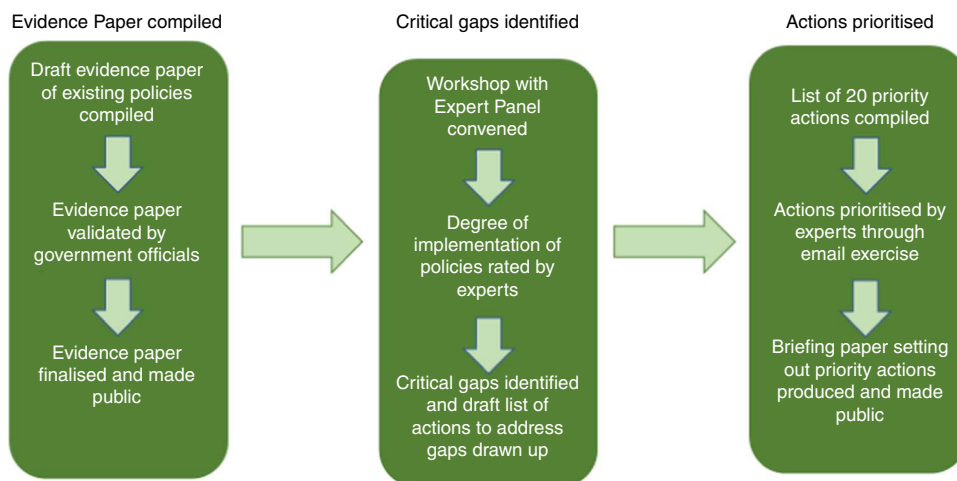 Evidence Paper compiled
Draft evidence paper
of existing policies
compiled
Evidence paper
validated by
government officials
Evidence paper
finalised and made
public
Critical gaps identified
Workshop with
Expert Panel
convened
Degree of
implementation of
policies rated by
experts
Critical gaps identified
and draft list of
actions to address
gaps drawn up
Actions prioritised
List of 20 priority
actions compiled
Actions prioritised by
experts through
email exercise
Briefing paper setting
out priority actions
produced and made
public